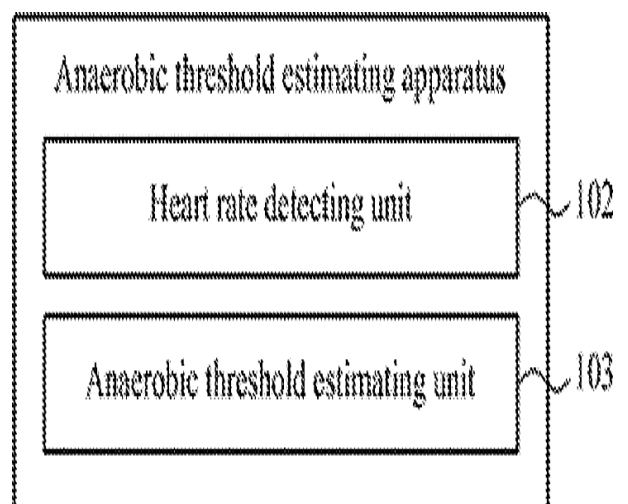 Anaerobic threshold estimating apparatus
Heart rate detecting unit
102
Anaerobic threshold estimating unit
103